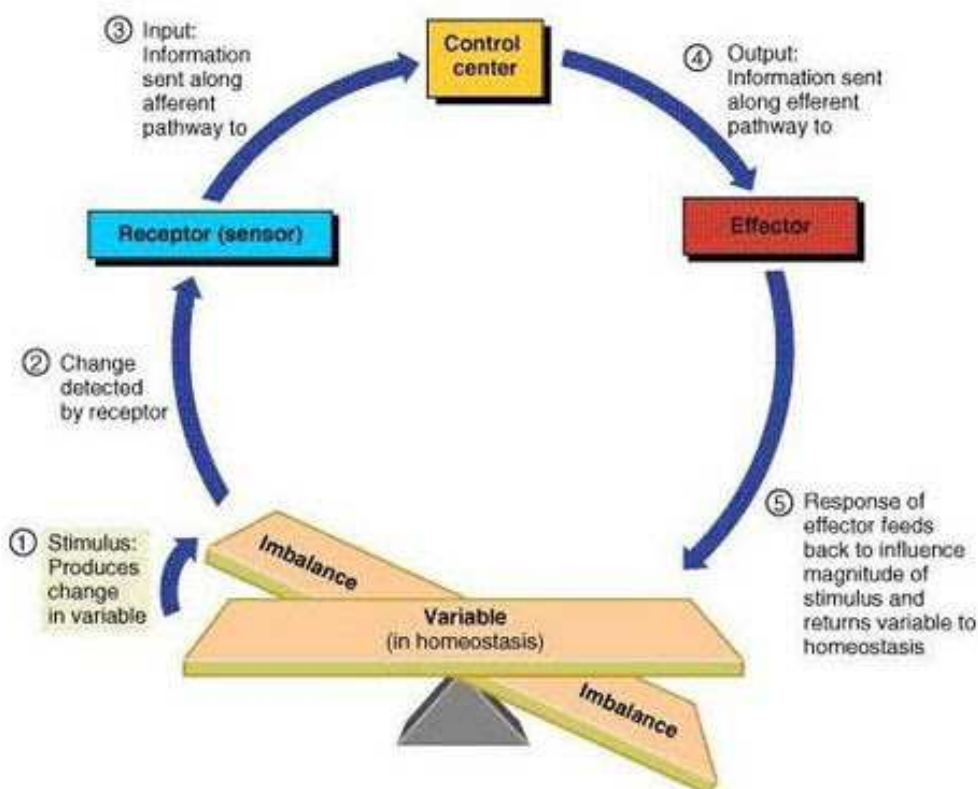 ③ Input:
Information
sent along
afferent
pathway to
Control
center
④ Output:
Information sent
along efferent
pathway to
Receptor (sensor)
Effector
② Change
detected
by receptor
① Stimulus:
Produces
change
in variable
Imbalance
Variable
(in homeostasis)
Imbalance
⑤ Response of
effector feeds
back to influence
magnitude of
stimulus and
returns variable to
homeostasis